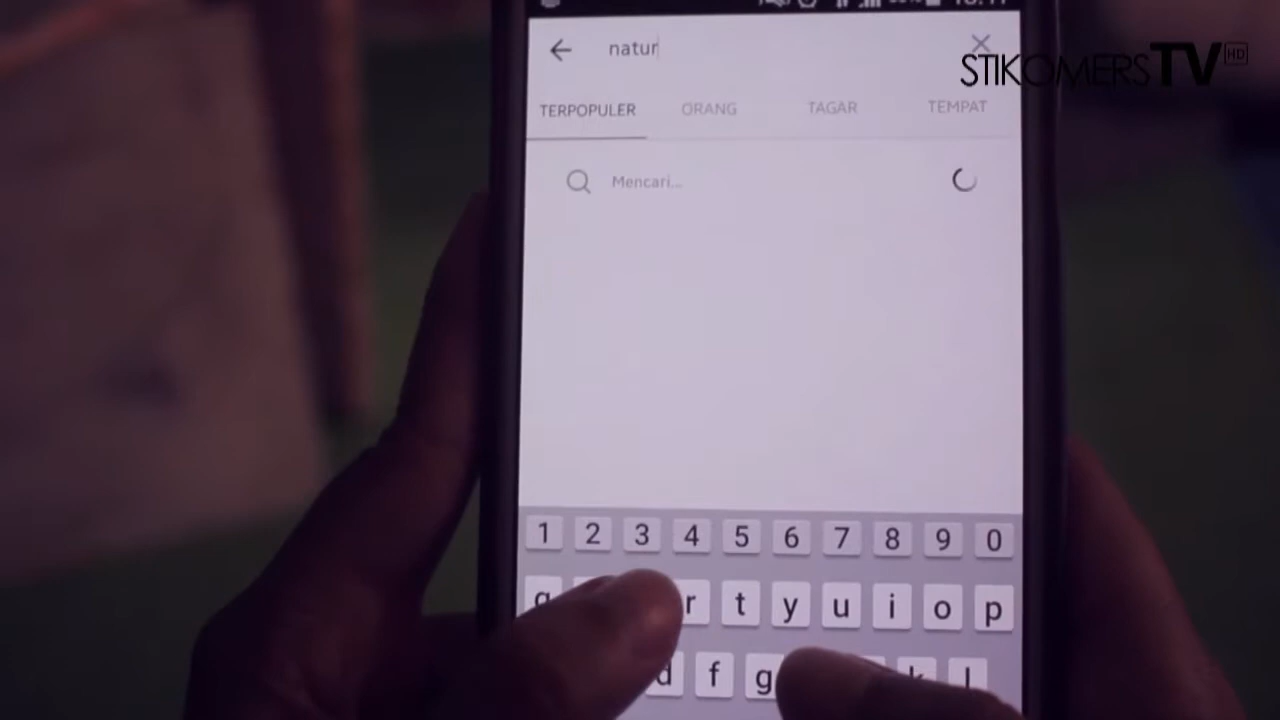 natur
STIKOMERSTV HD
TERPOPULER ORANG TAGAR TEMPAT
Mencari...
1 2 3 4 5 6 7 8 9 0
q r t y u i o p
d f g k l